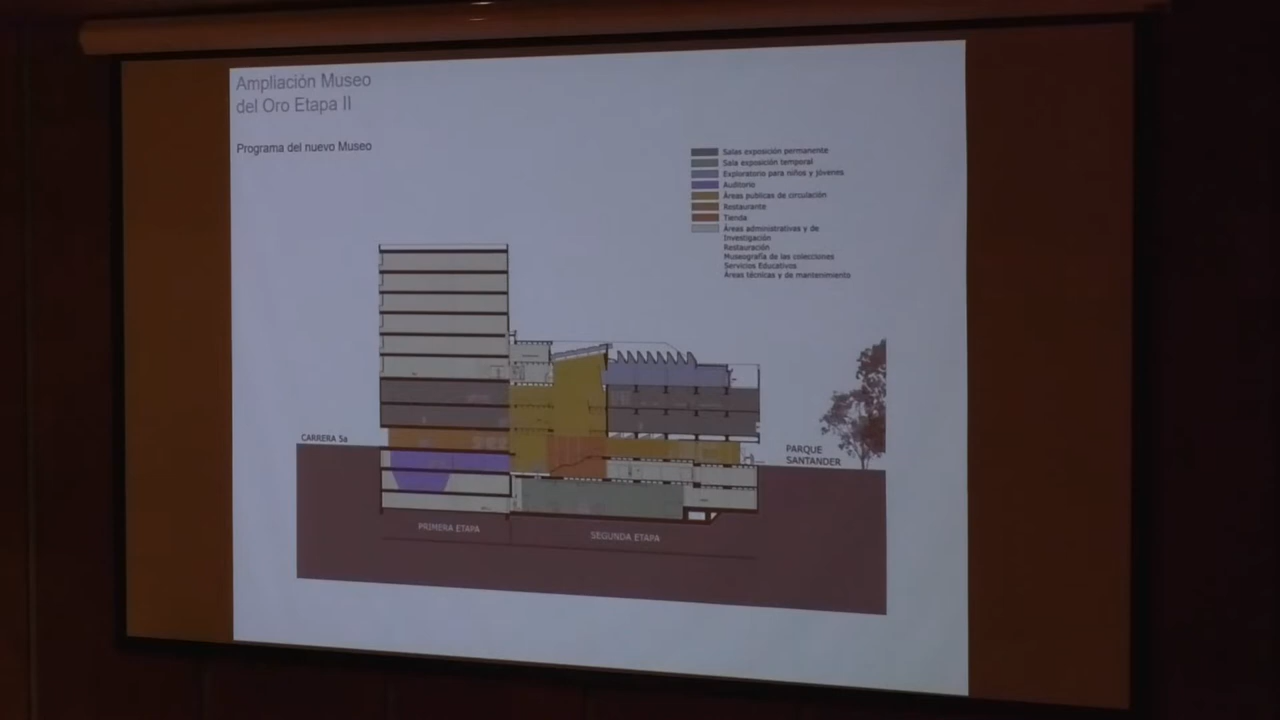 Ampliación Museo
del Oro Etapa II
Programa del nuevo Museo
Salas exposición permanente
Sala exposición temporal
Exploratorio para niños y jóvenes
Auditorio
Áreas publicas de circulación
Restaurante
Tienda
Áreas administrativas y de
Investigación
Restauración
Museografía de las colecciones
Servicios Educativos
Áreas técnicas y de mantenimiento
CARRERA 5a
PARQUE
SANTANDER
PRIMERA ETAPA
SEGUNDA ETAPA